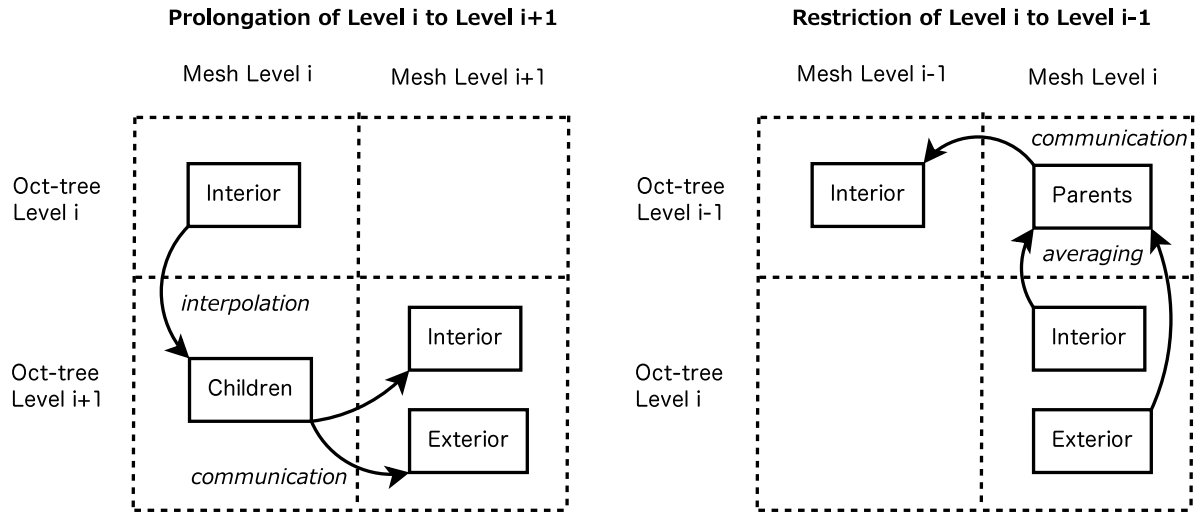 Prolongation of Level i to Level i+1
Mesh Level i
Mesh Level i+1
Oct-tree
Level i
Interior
interpolation
Oct-tree
Level i+1
Children
Interior
Exterior
communication
Restriction of Level i to Level i-1
Mesh Level i-1
Mesh Level i
communication
Oct-tree
Level i-1
Interior
Parents
averaging
Interior
Oct-tree
Level i
Exterior